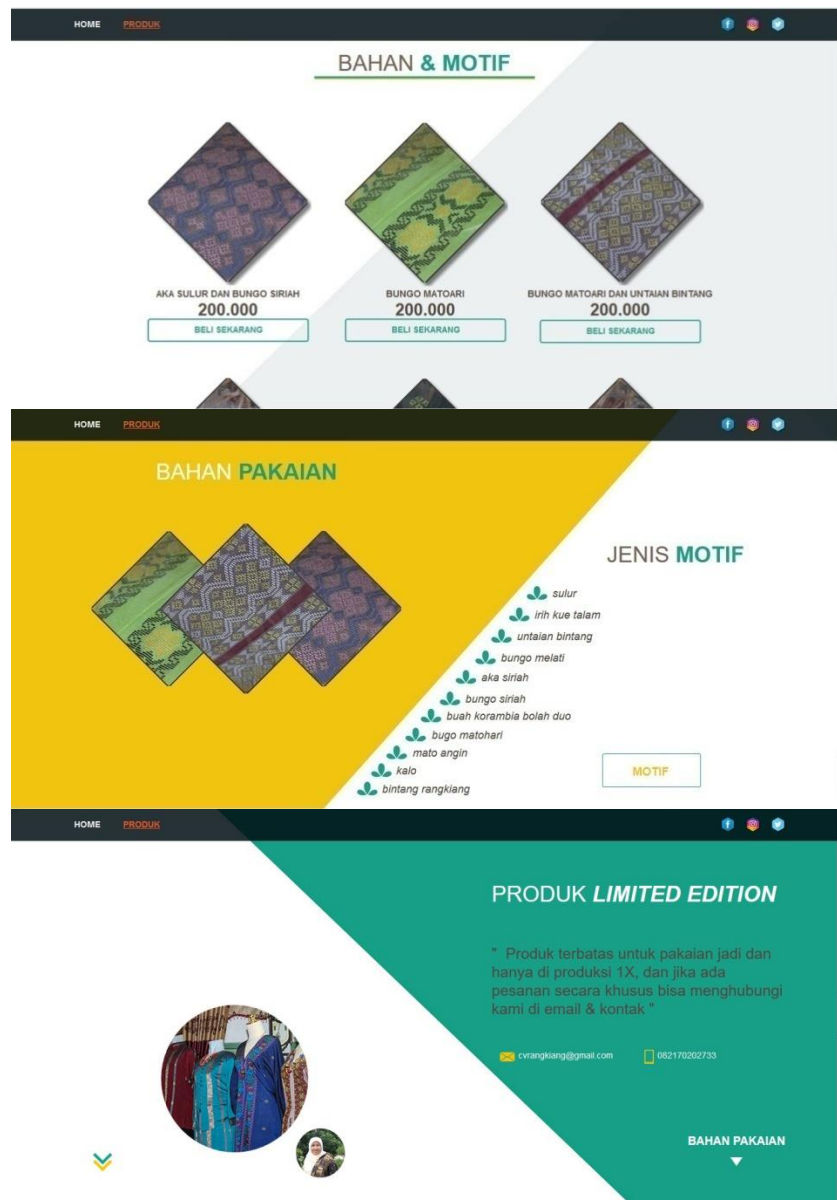 HOME PRODUK
BAHAN & MOTIF
AKA SULUR DAN BUNGO SIRIAH
200.000
BELI SEKARANG
BUNGO MATOARI
200.000
BELI SEKARANG
BUNGO MATOARI DAN UNTAIAN BINTANG
200.000
BELI SEKARANG
HOME PRODUK
BAHAN PAKAIAN
JENIS MOTIF
sulur
irih kue talam
untaian bintang
bungo melati
aka siriah
bungo siriah
buah korambia bolah duo
bugo matohari
mato angin
kalo
bintang rangkiang
MOTIF
HOME PRODUK
PRODUK LIMITED EDITION
" Produk terbatas untuk pakaian jadi dan
hanya di produksi 1X, dan jika ada
pesanan secara khusus bisa menghubungi
kami di email & kontak "
cvrangkiang@gmail.com
082170202733
BAHAN PAKAIAN